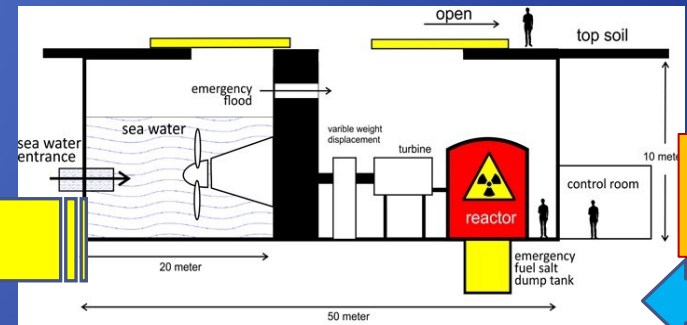 open
top soil
emergency
flood
sea water
sea water
entrance
varible weight
displacement
turbine
10 mete
control room
reactor
20 meter
emergency
fuel salt
dump tank
50 meter